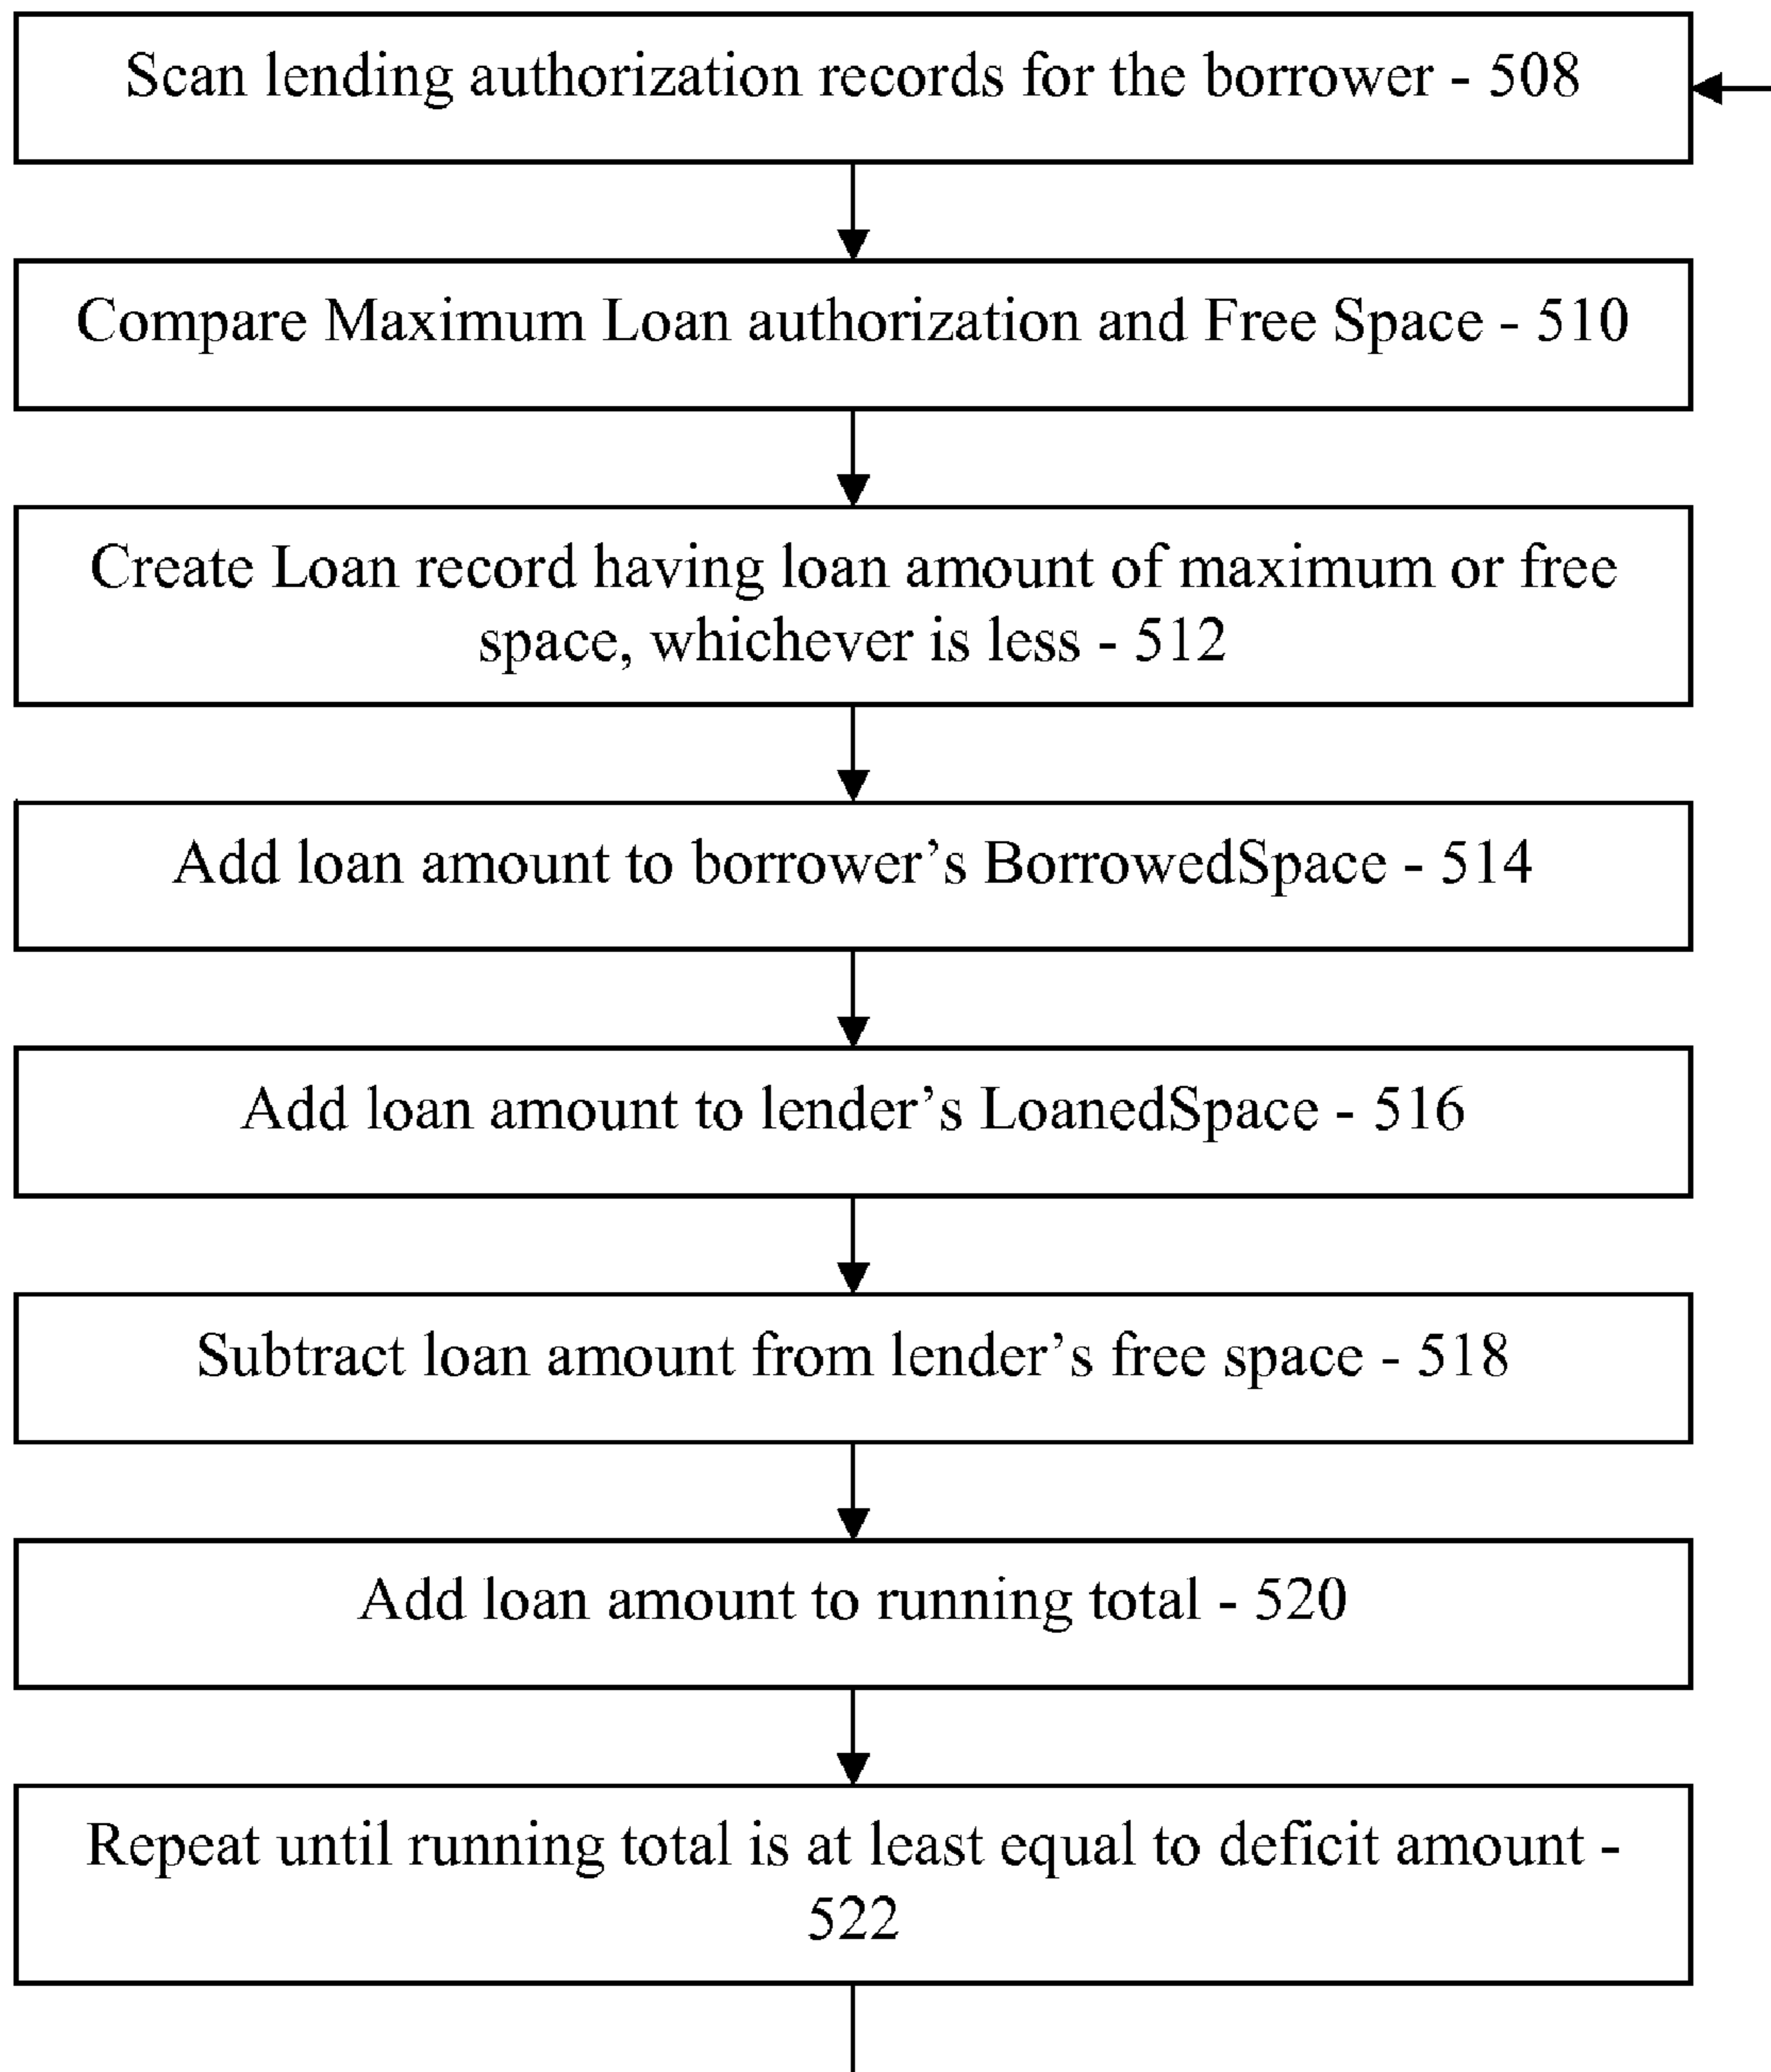 Scan lending authorization records for the borrower - 508
Compare Maximum Loan authorization and Free Space - 510
Create Loan record having loan amount of maximum or free
space, whichever is less - 512
Add loan amount to borrower’s BorrowedSpace - 514
Add loan amount to lender’s LoanedSpace - 516
Subtract loan amount from lender’s free space - 518
Add loan amount to running total - 520
Repeat until running total is at least equal to deficit amount -
522